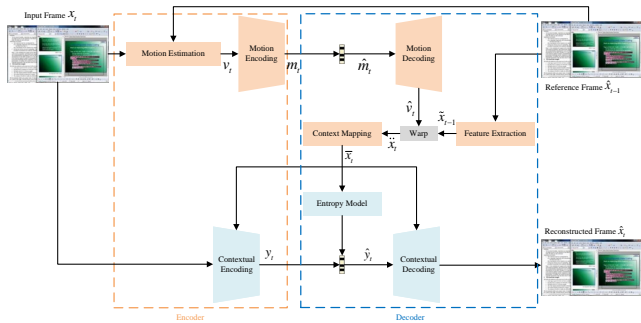 Input Frame x_t
Motion Estimation
v_t
Motion
Encoding
m_t
m̂_t
Motion
Decoding
Reference Frame x̂_{t-1}
v̂_t
x̃_{t-1}
Context Mapping
ẍ_t
Warp
Feature Extraction
x̄_t
Entropy Model
Contextual
Encoding
y_t
ŷ_t
Contextual
Decoding
Reconstructed Frame x̂_t
Encoder
Decoder